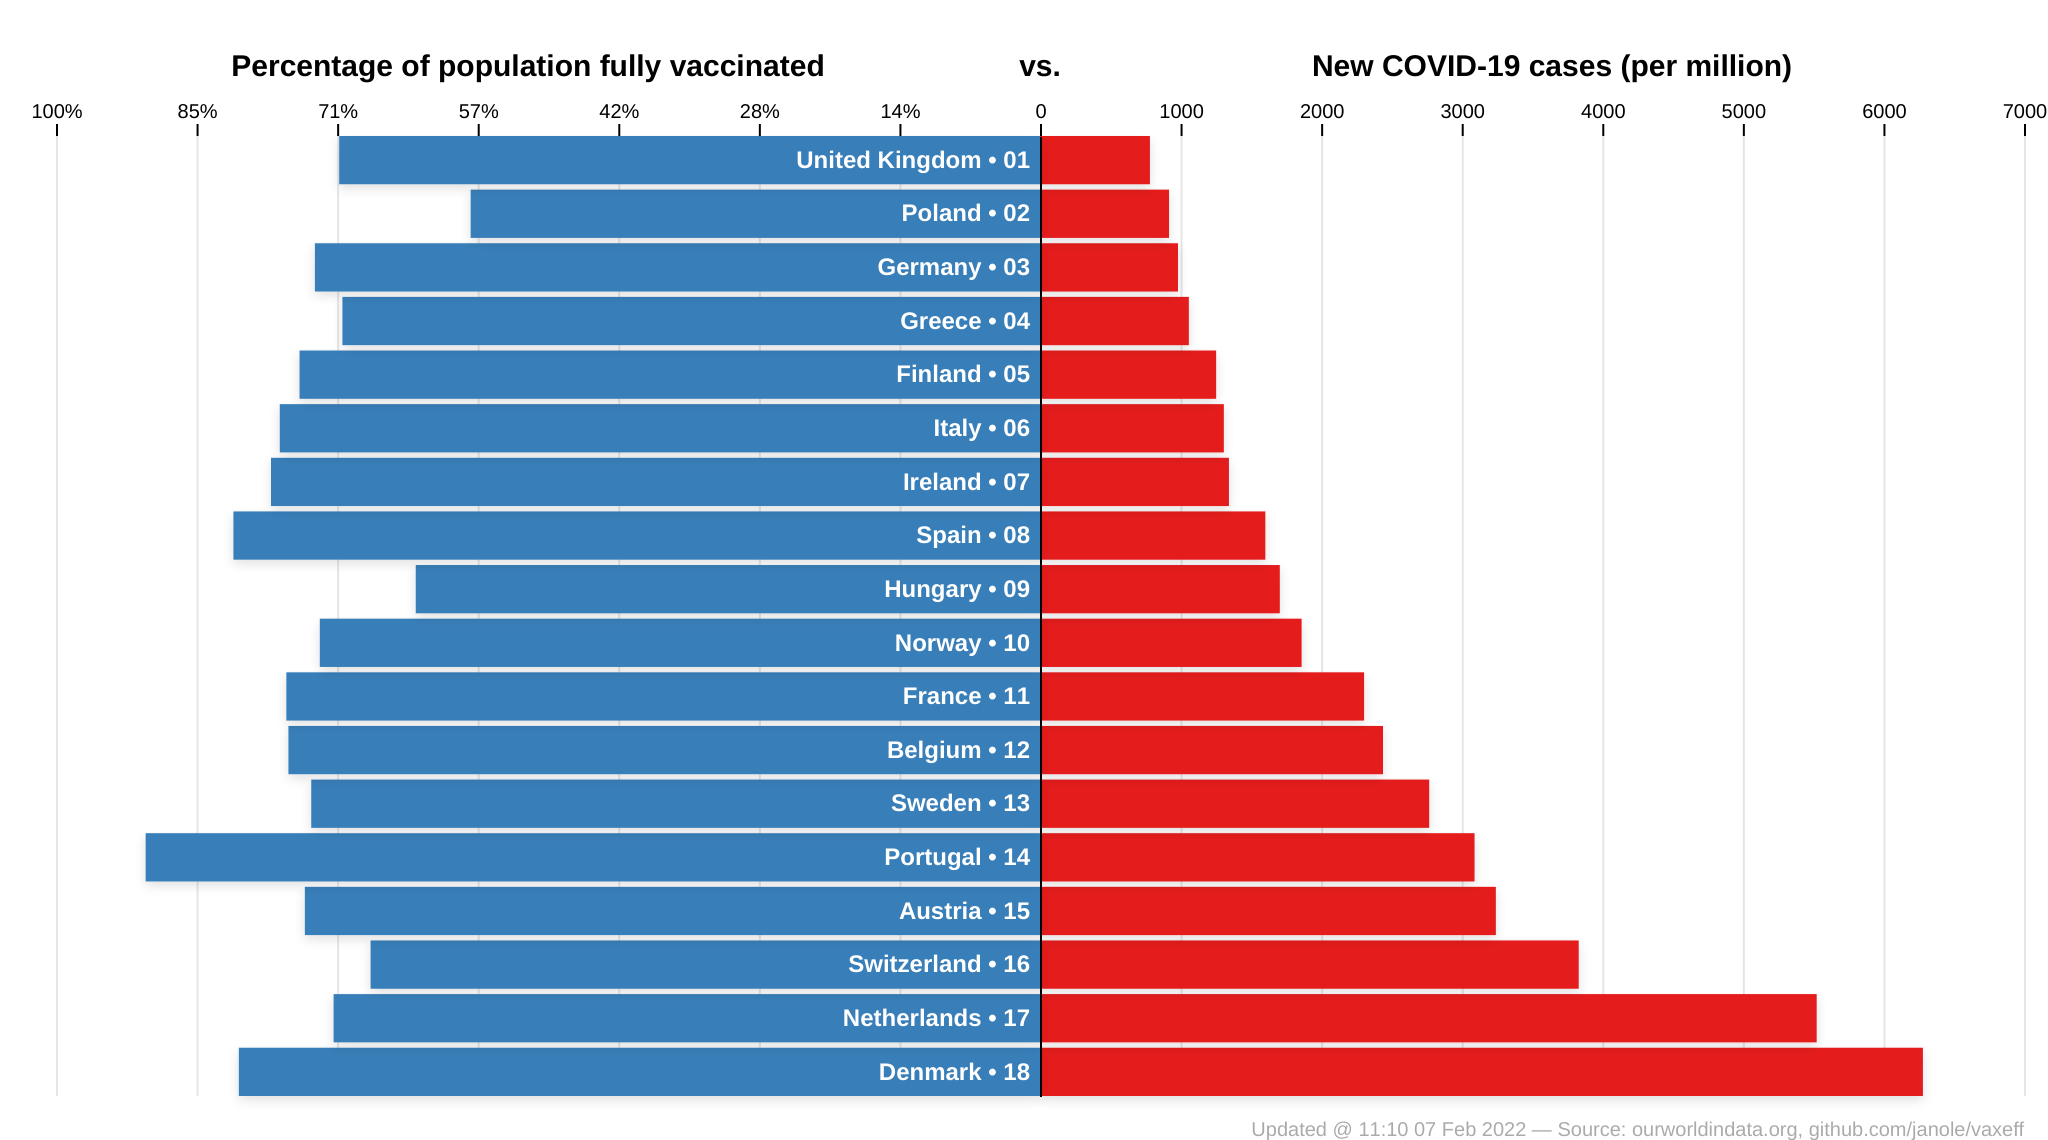 Percentage of population fully vaccinated vs. New COVID-19 cases (per million)
100% 85% 71% 57% 42% 28% 14% 0 1000 2000 3000 4000 5000 6000 7000
United Kingdom • 01
Poland • 02
Germany • 03
Greece • 04
Finland • 05
Italy • 06
Ireland • 07
Spain • 08
Hungary • 09
Norway • 10
France • 11
Belgium • 12
Sweden • 13
Portugal • 14
Austria • 15
Switzerland • 16
Netherlands • 17
Denmark • 18
Updated @ 11:10 07 Feb 2022 — Source: ourworldindata.org, github.com/janole/vaxeff